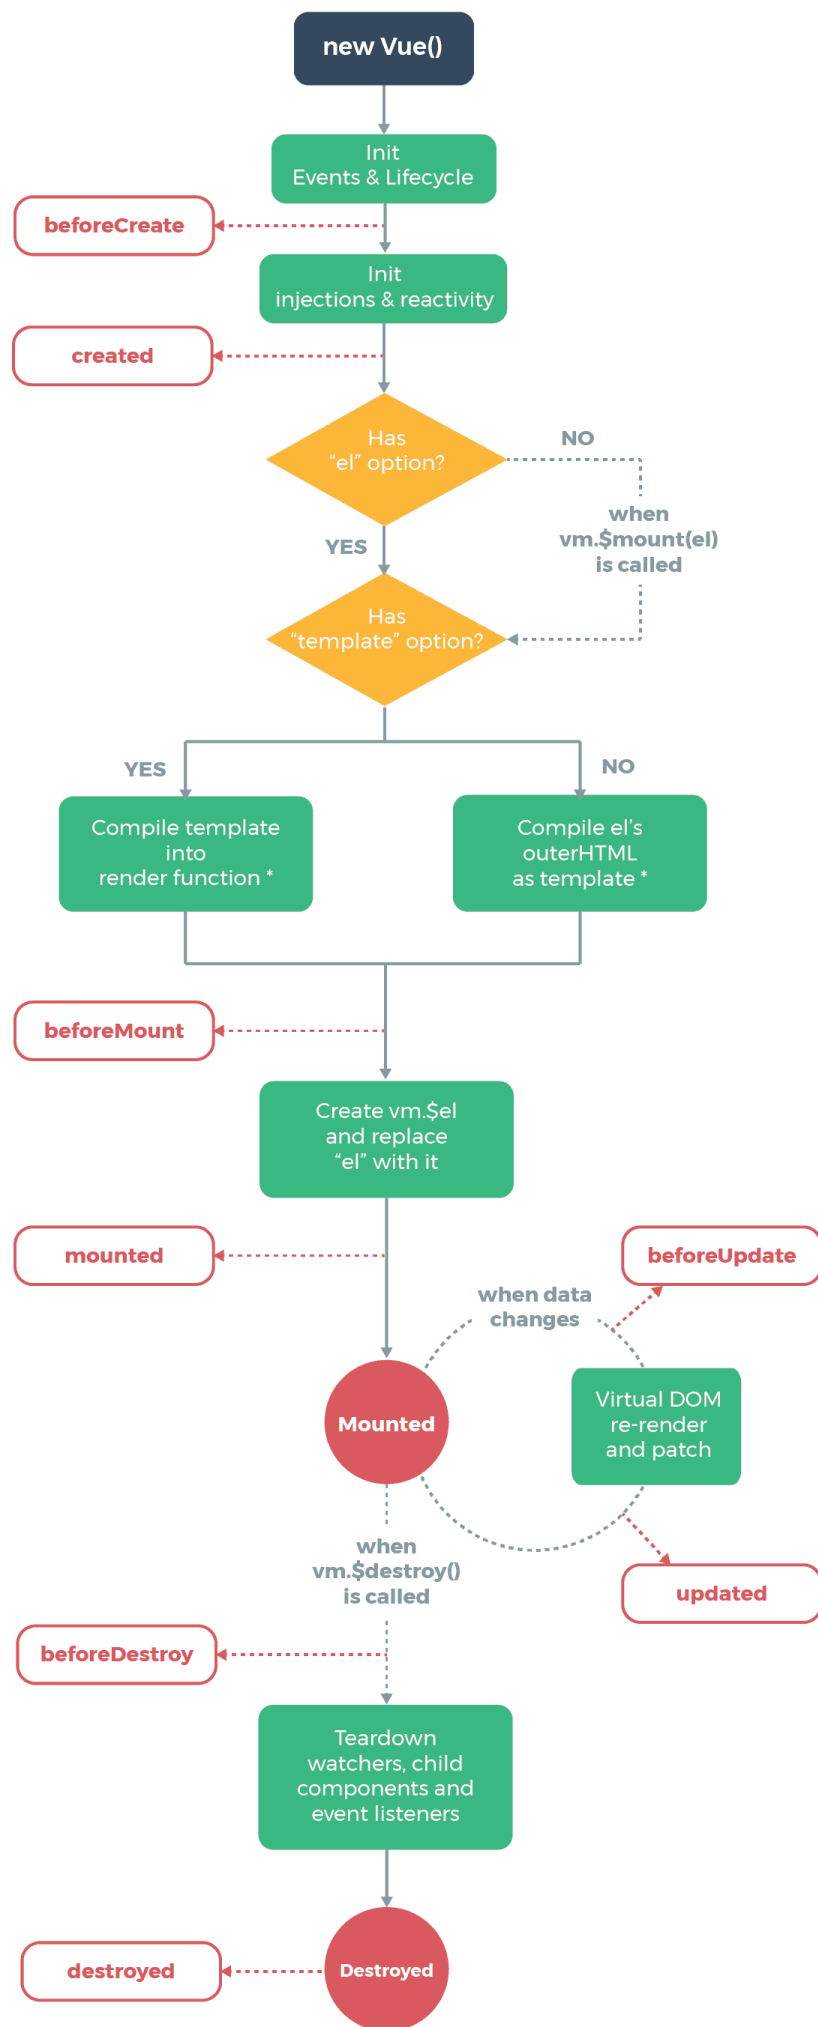 new Vue()
Init
Events & Lifecycle
beforeCreate
Init
injections & reactivity
created
Has
“el” option?
NO
when
vm.$mount(el)
is called
YES
Has
“template” option?
YES
NO
Compile template
into
render function *
Compile el’s
outerHTML
as template *
beforeMount
Create vm.$el
and replace
“el” with it
mounted
beforeUpdate
when data
changes
Mounted
Virtual DOM
re-render
and patch
when
vm.$destroy()
is called
updated
beforeDestroy
Teardown
watchers, child
components and
event listeners
destroyed
Destroyed